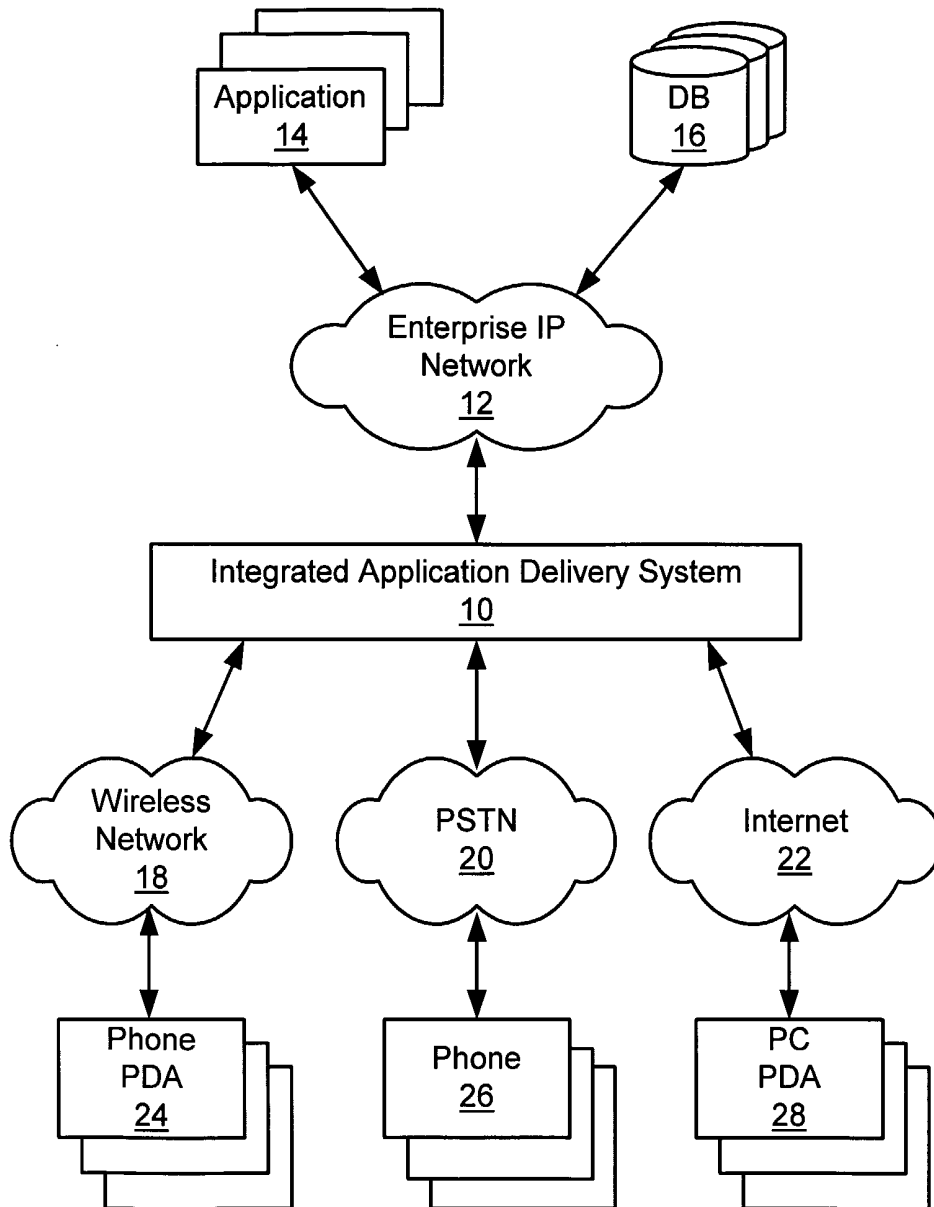 Application
14
DB
16
Enterprise IP
Network
12
Integrated Application Delivery System
10
Wireless
Network
18
PSTN
20
Internet
22
Phone
PDA
24
Phone
26
PC
PDA
28